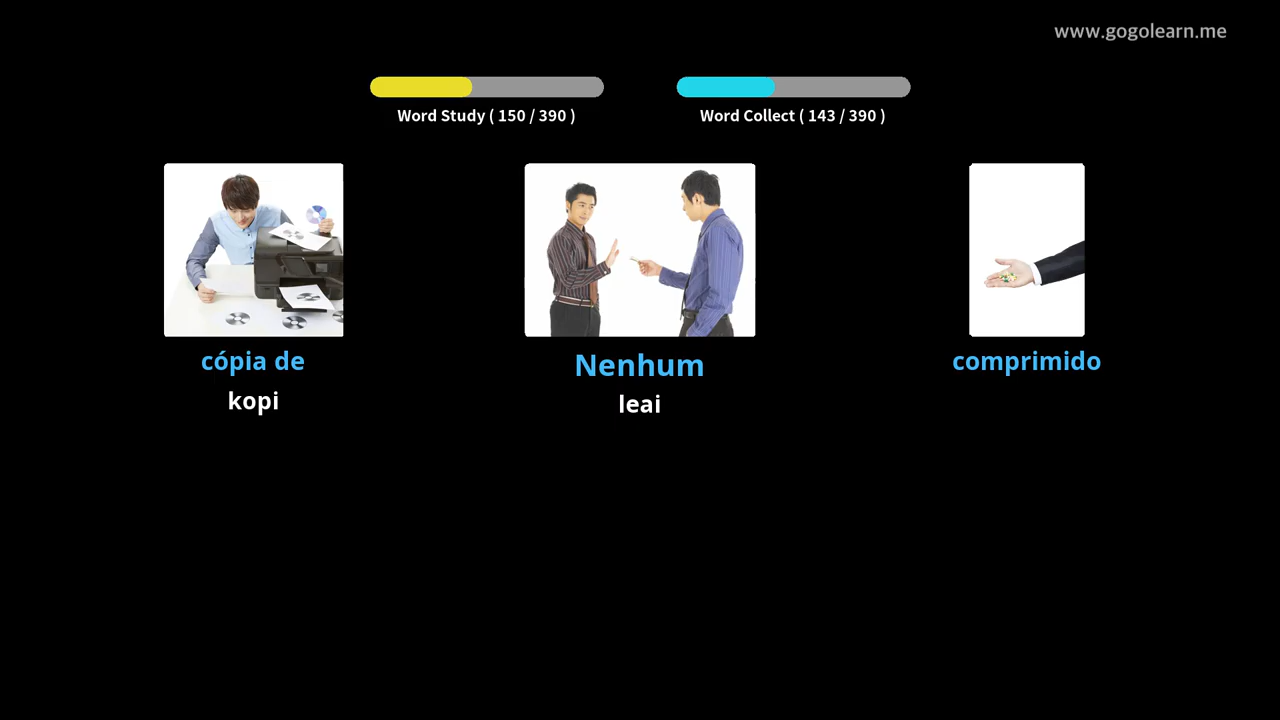 www.gogolearn.me
Word Study ( 150 / 390 )
Word Collect ( 143 / 390 )
cópia de
kopi
Nenhum
leai
comprimido